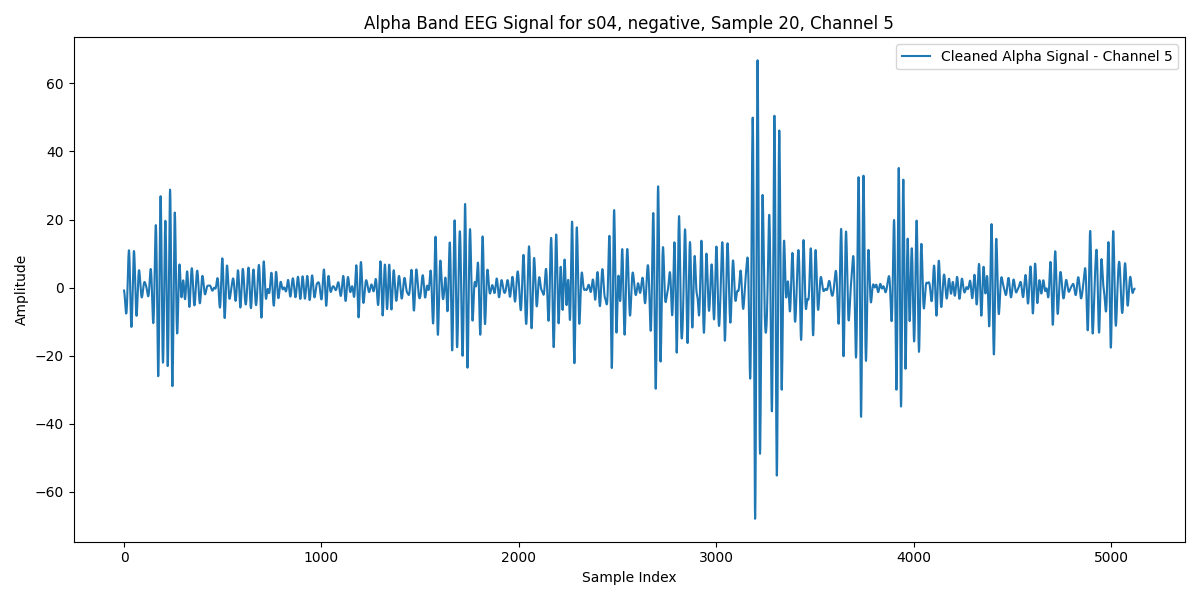 Alpha Band EEG Signal for s04, negative, Sample 20, Channel 5
Cleaned Alpha Signal - Channel 5
Amplitude
60
40
20
0
−20
−40
−60
0 1000 2000 3000 4000 5000
Sample Index